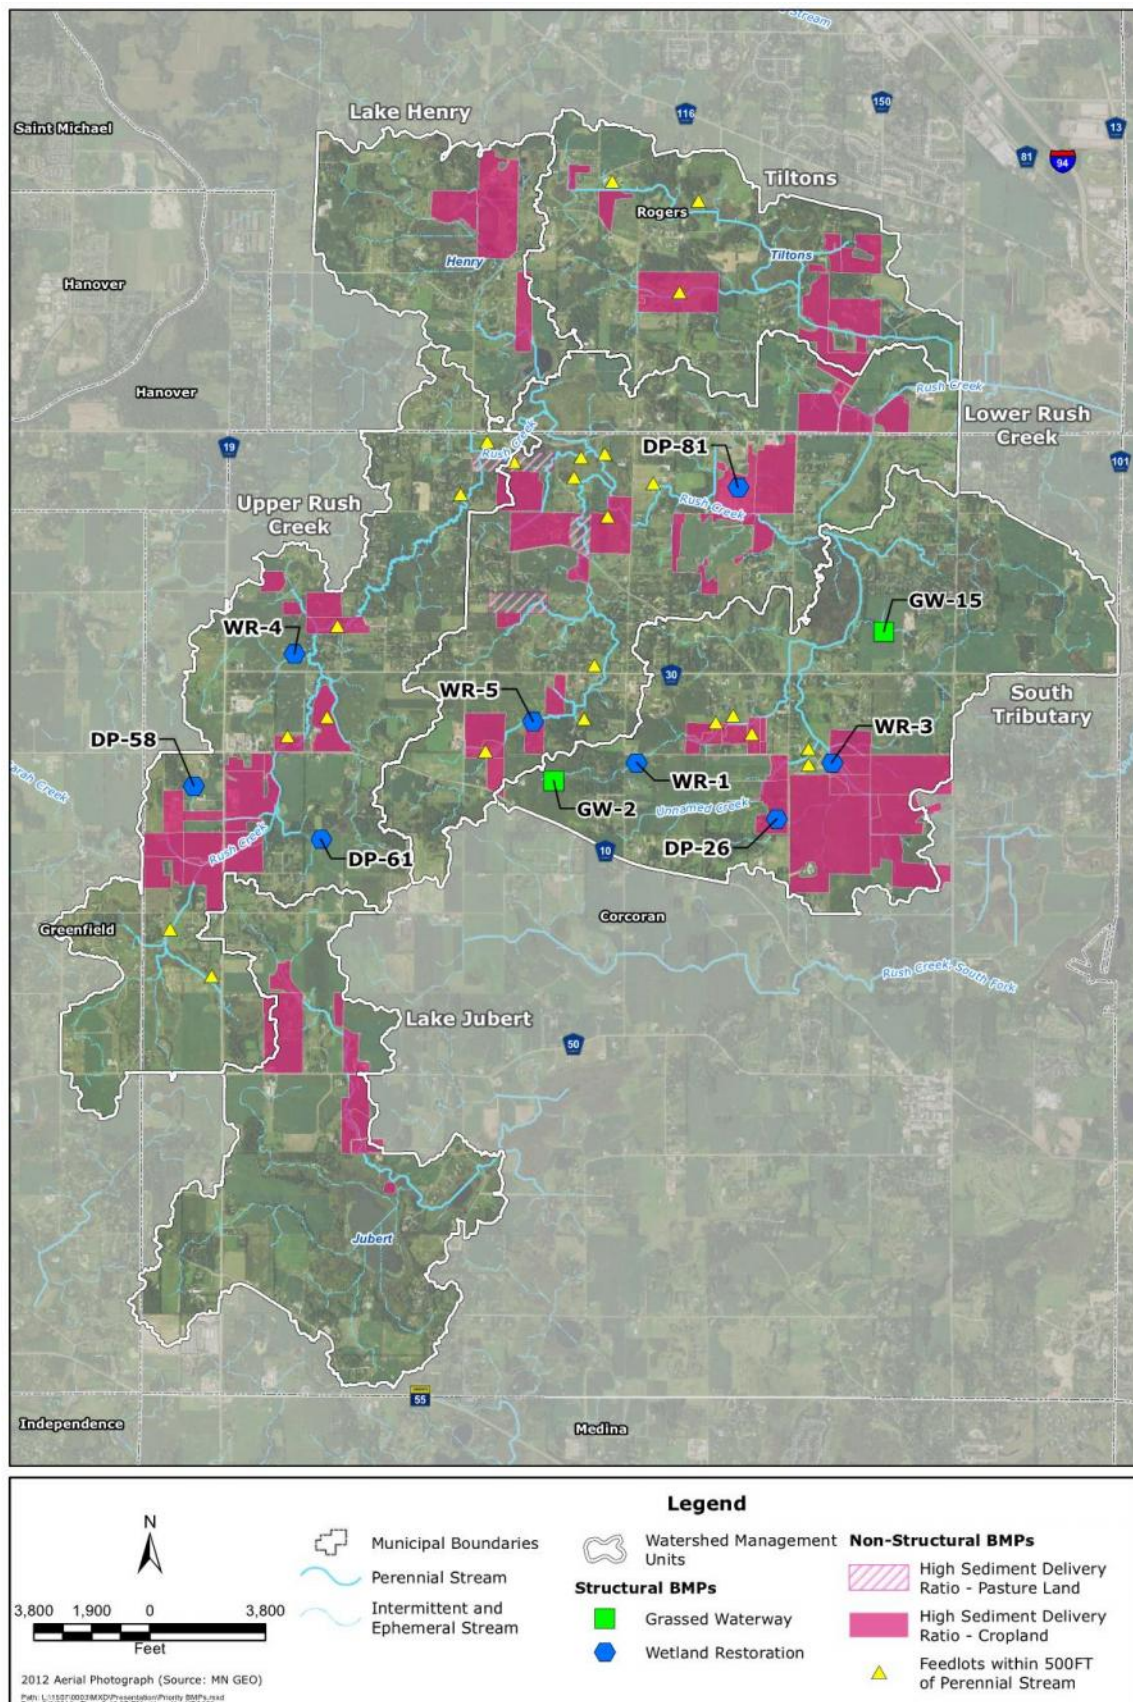 Stream
Lake Henry
116
150
Saint Michael
13
81
94
Tiltons
Rogers
Henry
Tiltons
Hanover
Hanover
Rush Creek
Lower Rush
Creek
19
Rush Creek
DP-81
101
Upper Rush
Creek
Rush Creek
GW-15
WR-4
30
WR-5
South
Tributary
WR-3
DP-58
Sarah Creek
WR-1
GW-2
Unnamed Creek
DP-26
Rush Creek
DP-61
10
Greenfield
Corcoran
Rush Creek, South Fork
Lake Jubert
50
Jubert
55
Independence
Medina
Legend
N
Municipal Boundaries
Watershed Management
Units
Non-Structural BMPs
Perennial Stream
High Sediment Delivery
Ratio - Pasture Land
Structural BMPs
3,800 1,900 0 3,800
Feet
Intermittent and
Ephemeral Stream
Grassed Waterway
High Sediment Delivery
Ratio - Cropland
Wetland Restoration
Feedlots within 500FT
of Perennial Stream
2012 Aerial Photograph (Source: MN GEO)